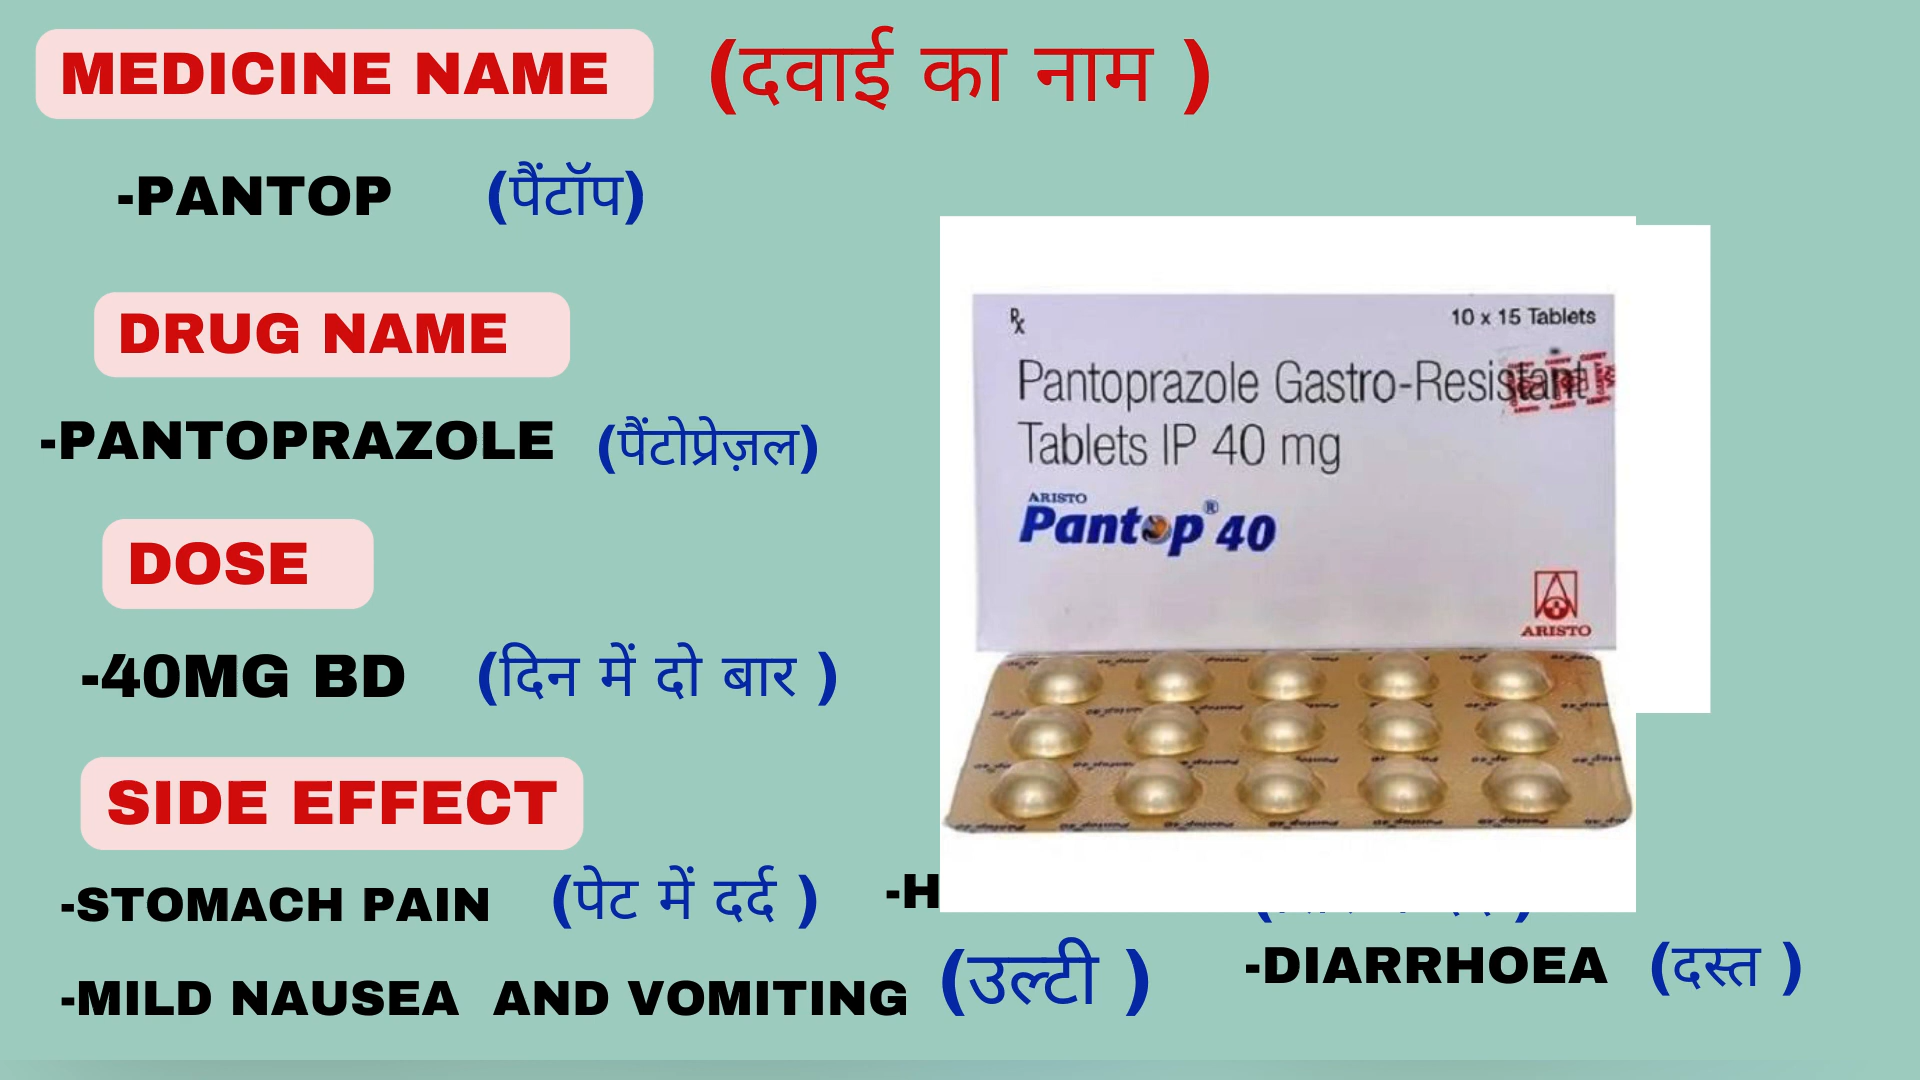 MEDICINE NAME (दवाई का नाम )
-PANTOP (पैंटॉप)
DRUG NAME
-PANTOPRAZOLE (पैंटोप्रेज़ल)
DOSE
-40MG BD (दिन में दो बार )
SIDE EFFECT
-STOMACH PAIN (पेट में दर्द ) -H
-MILD NAUSEA AND VOMITING (उल्टी ) -DIARRHOEA (दस्त )
Rx
10 x 15 Tablets
Pantoprazole Gastro-Resistant
Tablets IP 40 mg
ARISTO
Pantop® 40
ARISTO